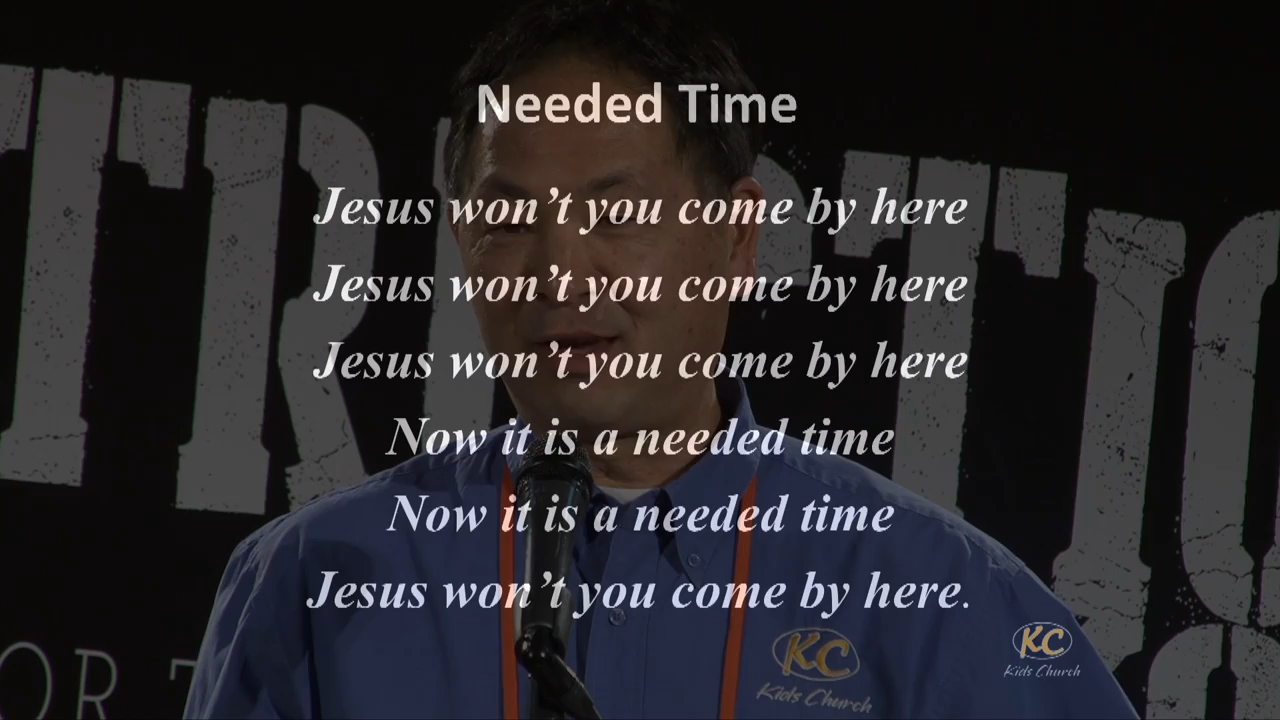 Needed Time
Jesus won’t you come by here
Jesus won’t you come by here
Jesus won’t you come by here
Now it is a needed time
Now it is a needed time
Jesus won’t you come by here.
OR T
KC
Kids Church
KC
Kids Church